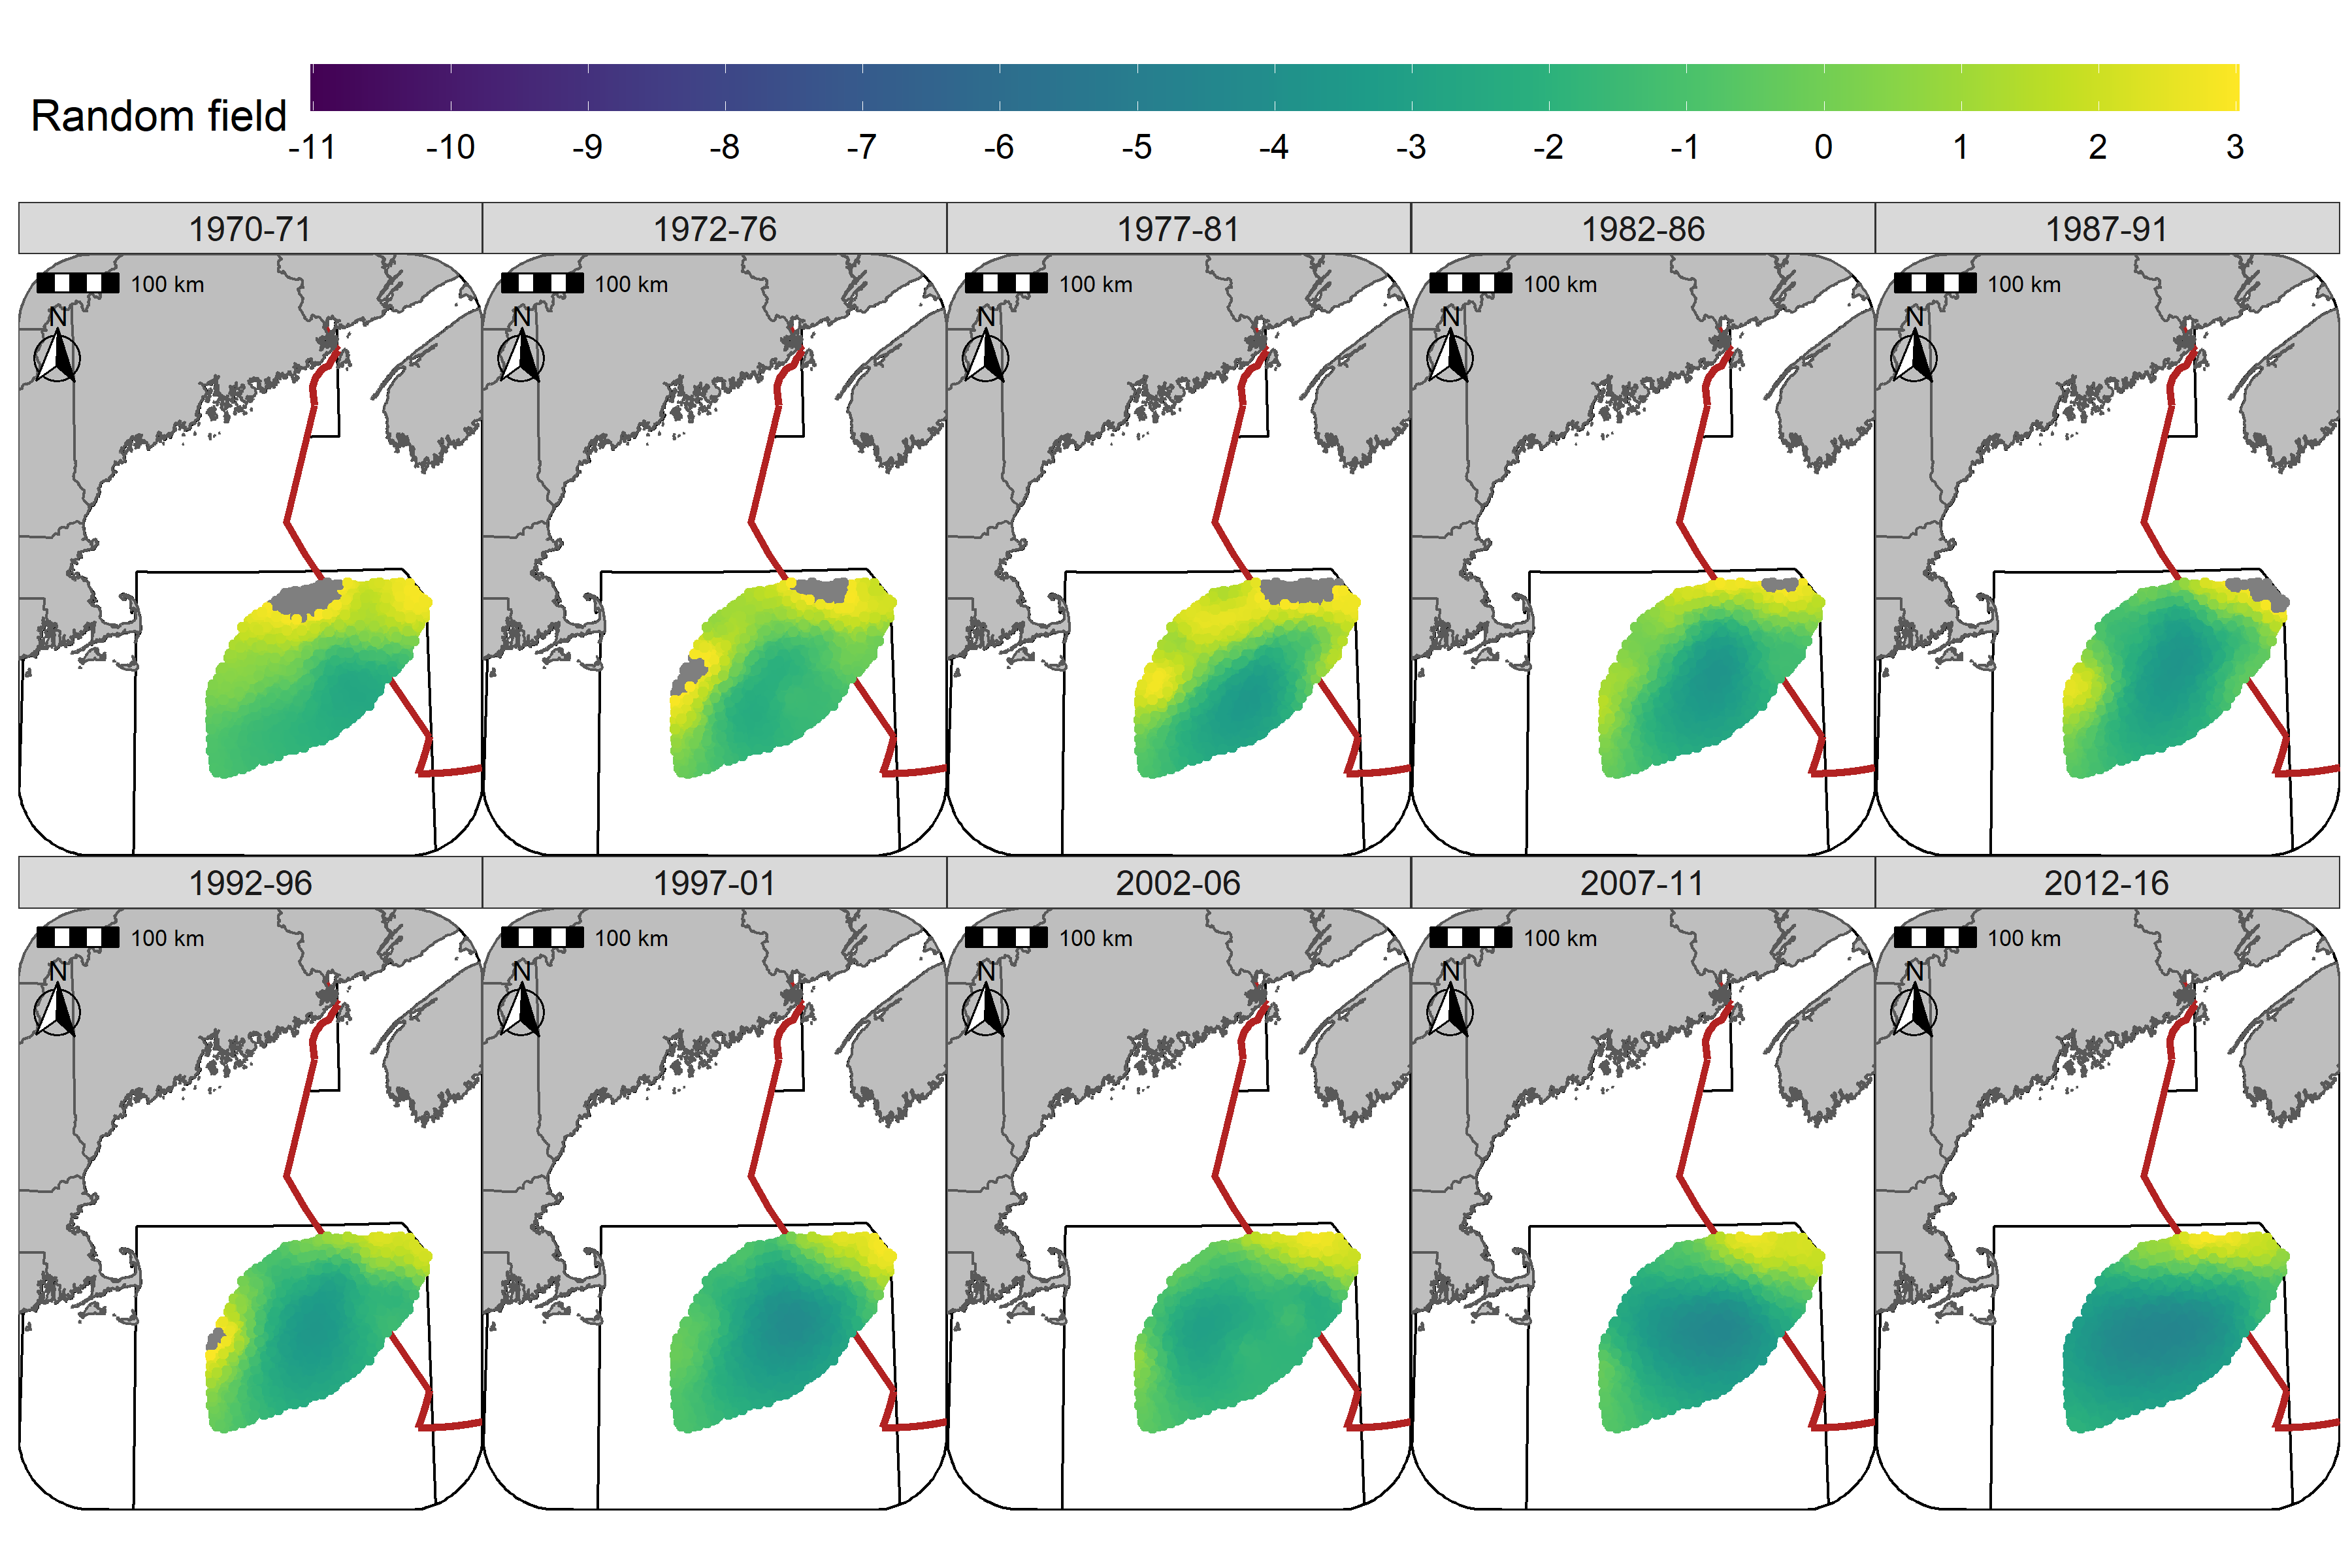 Random field
-11 -10 -9 -8 -7 -6 -5 -4 -3 -2 -1 0 1 2 3
1970-71 1972-76 1977-81 1982-86 1987-91
100 km 100 km 100 km 100 km 100 km
N N N N N
1992-96 1997-01 2002-06 2007-11 2012-16
100 km 100 km 100 km 100 km 100 km
N N N N N